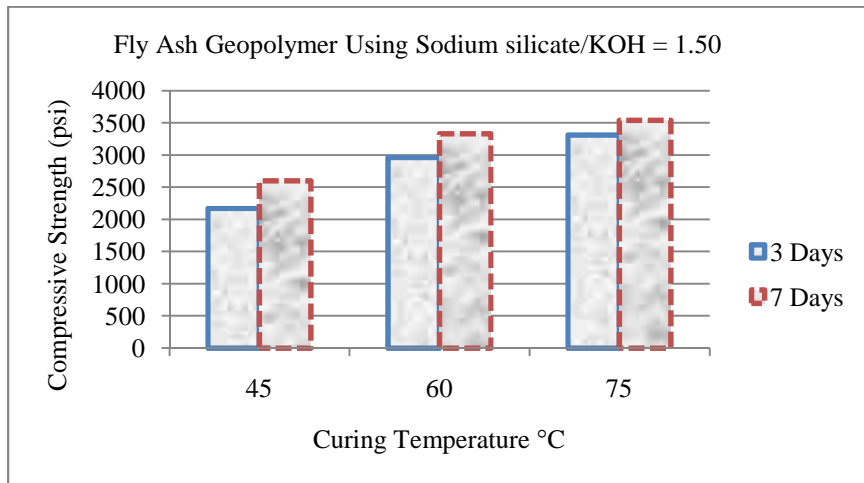 Fly Ash Geopolymer Using Sodium silicate/KOH = 1.50
Compressive Strength (psi)
4000
3500
3000
2500
2000
1500
1000
500
0
45 60 75
Curing Temperature °C
3 Days
7 Days